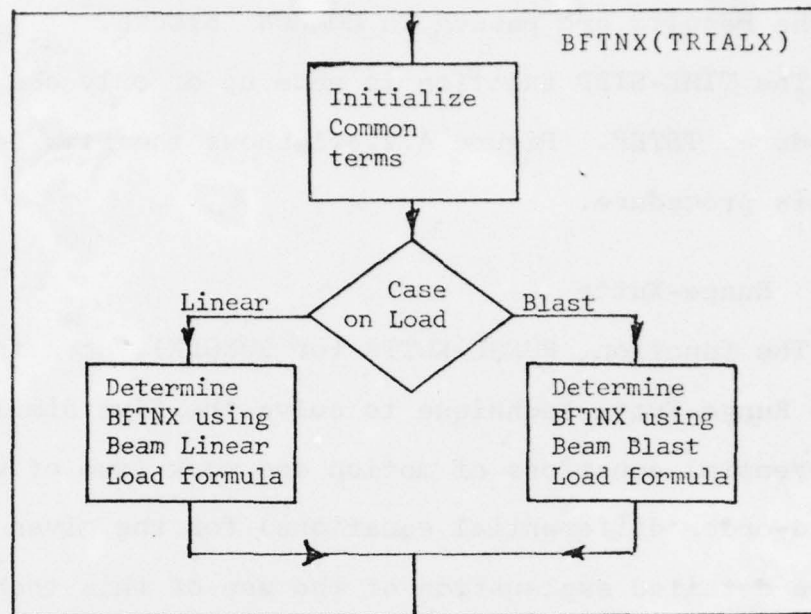 BFTNX(TRIALX)
Initialize
Common
terms
Case
on Load
Linear
Blast
Determine
BFTNX using
Beam Linear
Load formula
Determine
BFTNX using
Beam Blast
Load formula